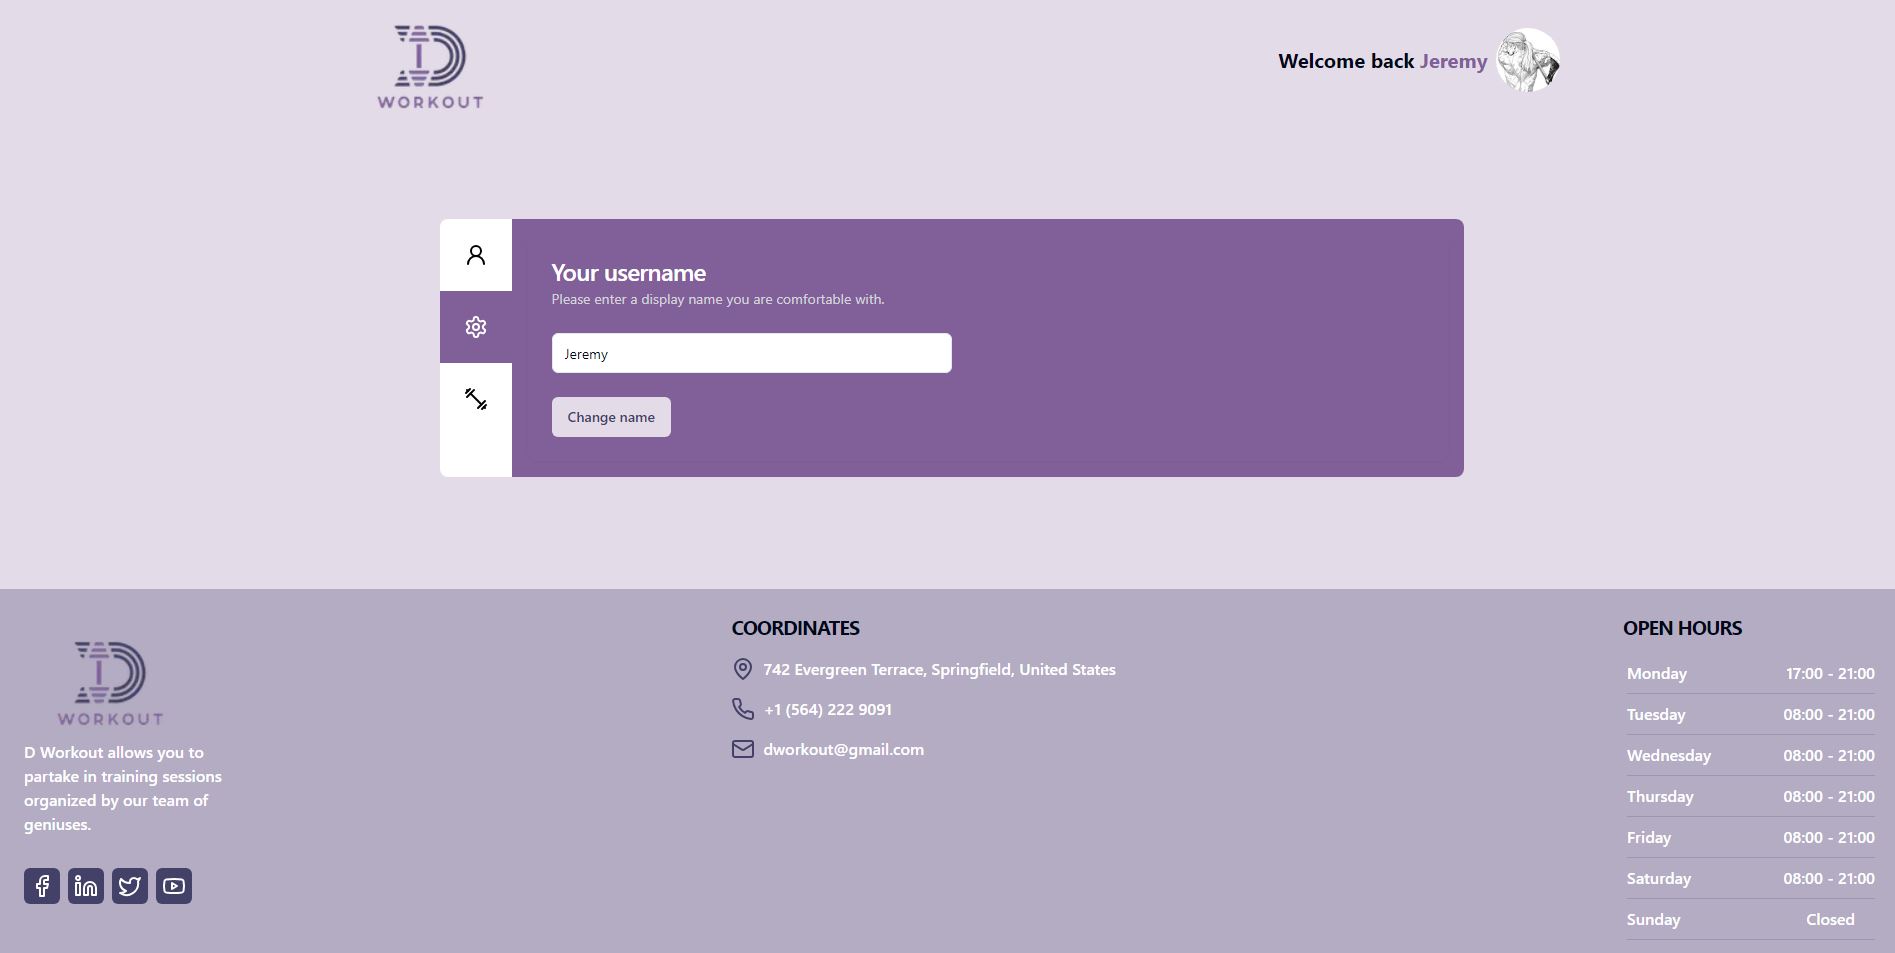 WORKOUT
Welcome back Jeremy
Your username
Please enter a display name you are comfortable with.
Jeremy
Change name
WORKOUT
D Workout allows you to
partake in training sessions
organized by our team of
geniuses.
COORDINATES
742 Evergreen Terrace, Springfield, United States
+1 (564) 222 9091
dworkout@gmail.com
OPEN HOURS
Monday 17:00 - 21:00
Tuesday 08:00 - 21:00
Wednesday 08:00 - 21:00
Thursday 08:00 - 21:00
Friday 08:00 - 21:00
Saturday 08:00 - 21:00
Sunday Closed